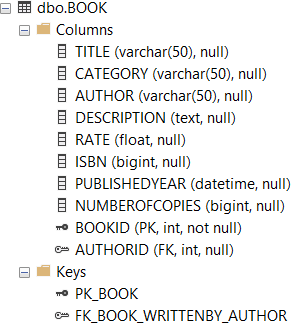 dbo.BOOK
Columns
TITLE (varchar(50), null)
CATEGORY (varchar(50), null)
AUTHOR (varchar(50), null)
DESCRIPTION (text, null)
RATE (float, null)
ISBN (bigint, null)
PUBLISHEDYEAR (datetime, null)
NUMBEROFCOPIES (bigint, null)
BOOKID (PK, int, not null)
AUTHORID (FK, int, null)
Keys
PK_BOOK
FK_BOOK_WRITTENBY_AUTHOR